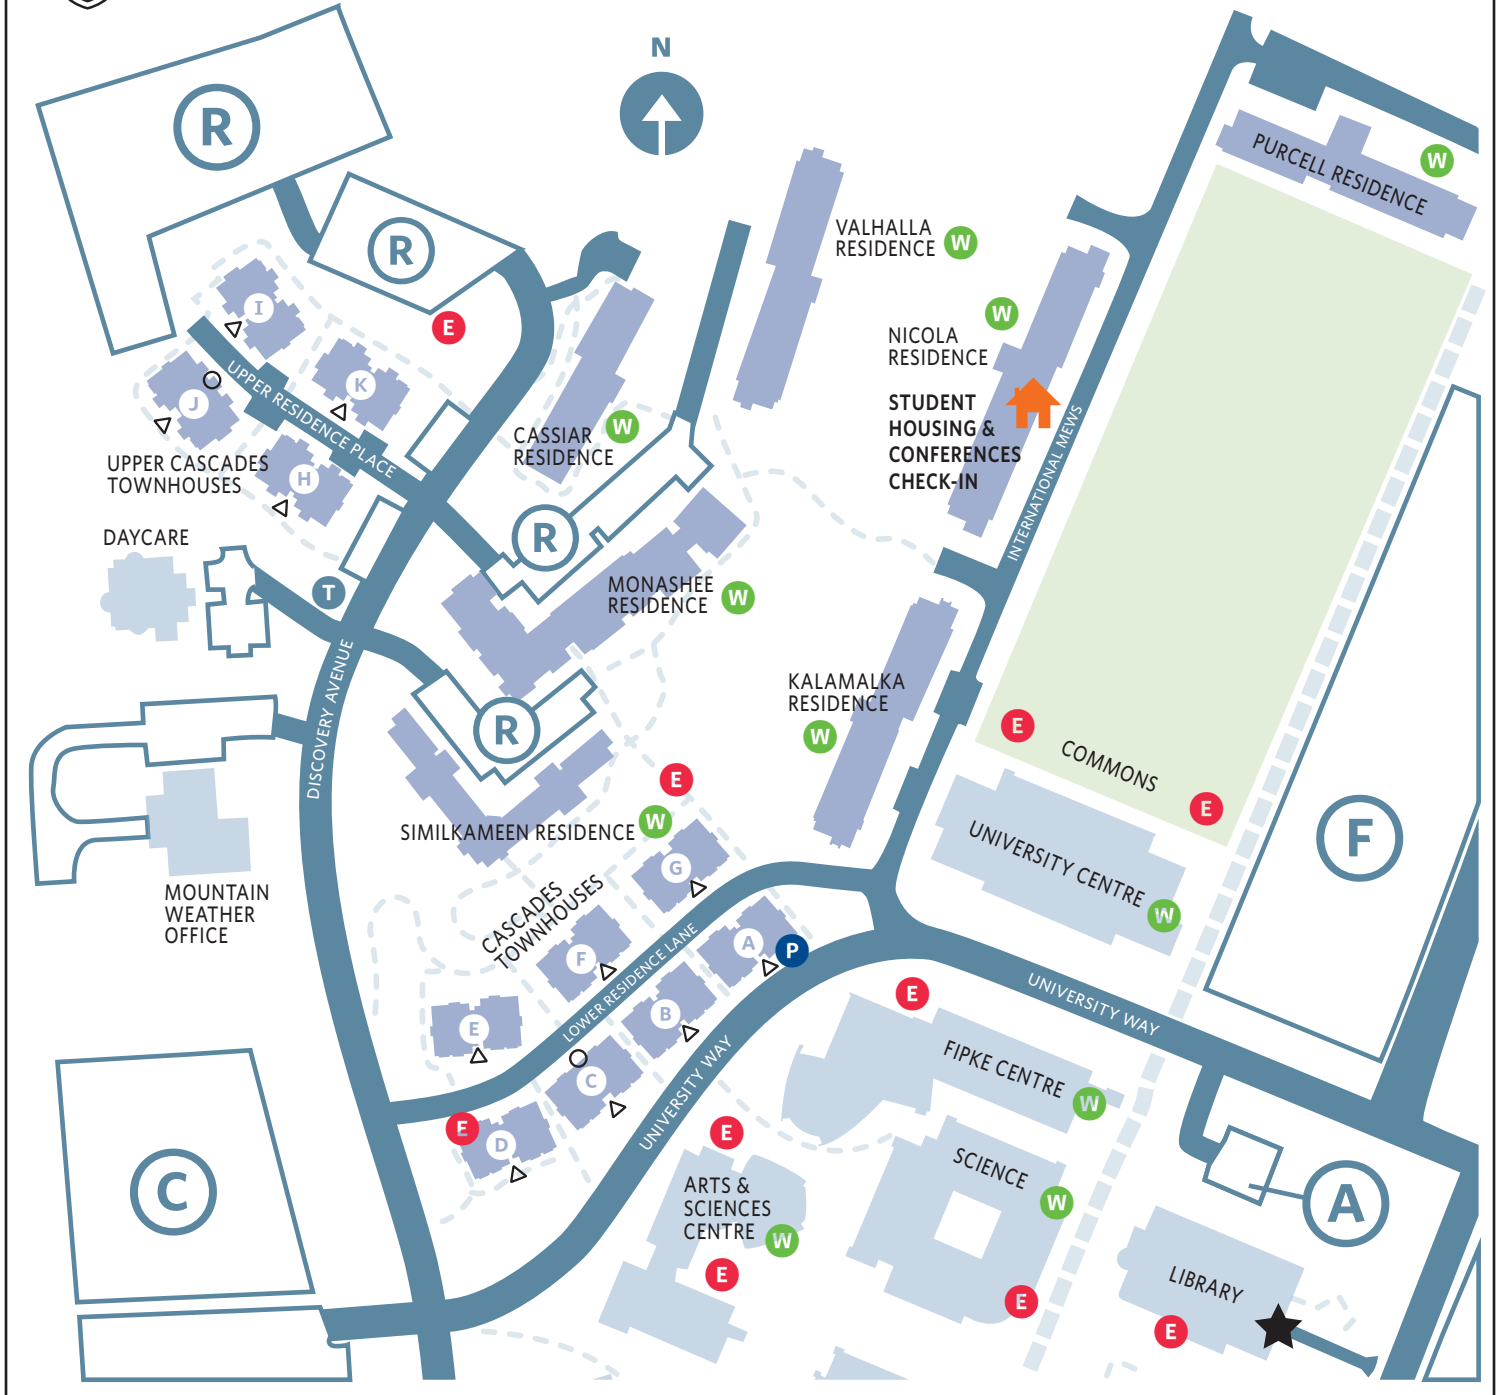 N
R
R
E
I
J
K
H
UPPER RESIDENCE PLACE
UPPER CASCADES
TOWNHOUSES
DAYCARE
T
CASSIAR
RESIDENCE
W
R
VALHALLA
RESIDENCE
W
W
NICOLA
RESIDENCE
STUDENT
HOUSING &
CONFERENCES
CHECK-IN
INTERNATIONAL MEWS
PURCELL RESIDENCE
W
MONASHEE
RESIDENCE
W
DISCOVERY AVENUE
R
KALAMALKA
RESIDENCE
W
E
COMMONS
E
F
UNIVERSITY CENTRE
W
MOUNTAIN
WEATHER
OFFICE
SIMILKAMEEN RESIDENCE
W
E
G
CASCADES
TOWNHOUSES
F
E
LOWER RESIDENCE LANE
A
P
B
C
D
E
UNIVERSITY WAY
UNIVERSITY WAY
E
FIPKE CENTRE
W
C
E
ARTS &
SCIENCES
CENTRE
W
E
SCIENCE
W
E
A
LIBRARY
E